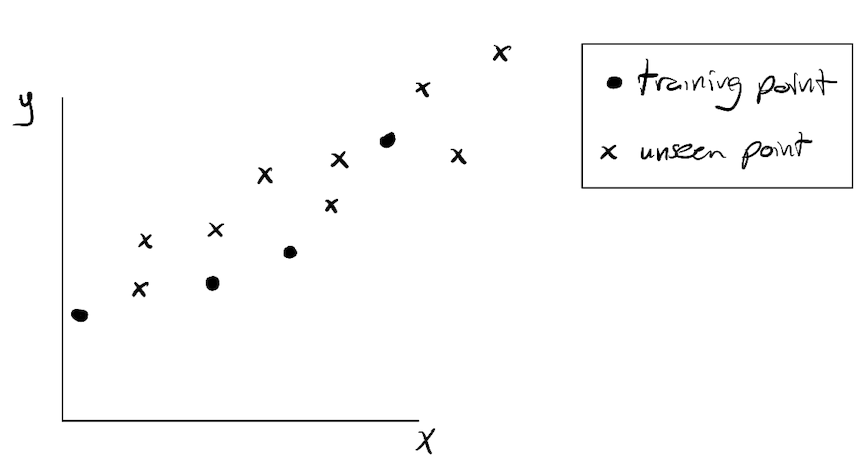 y
● training point
x unseen point
x